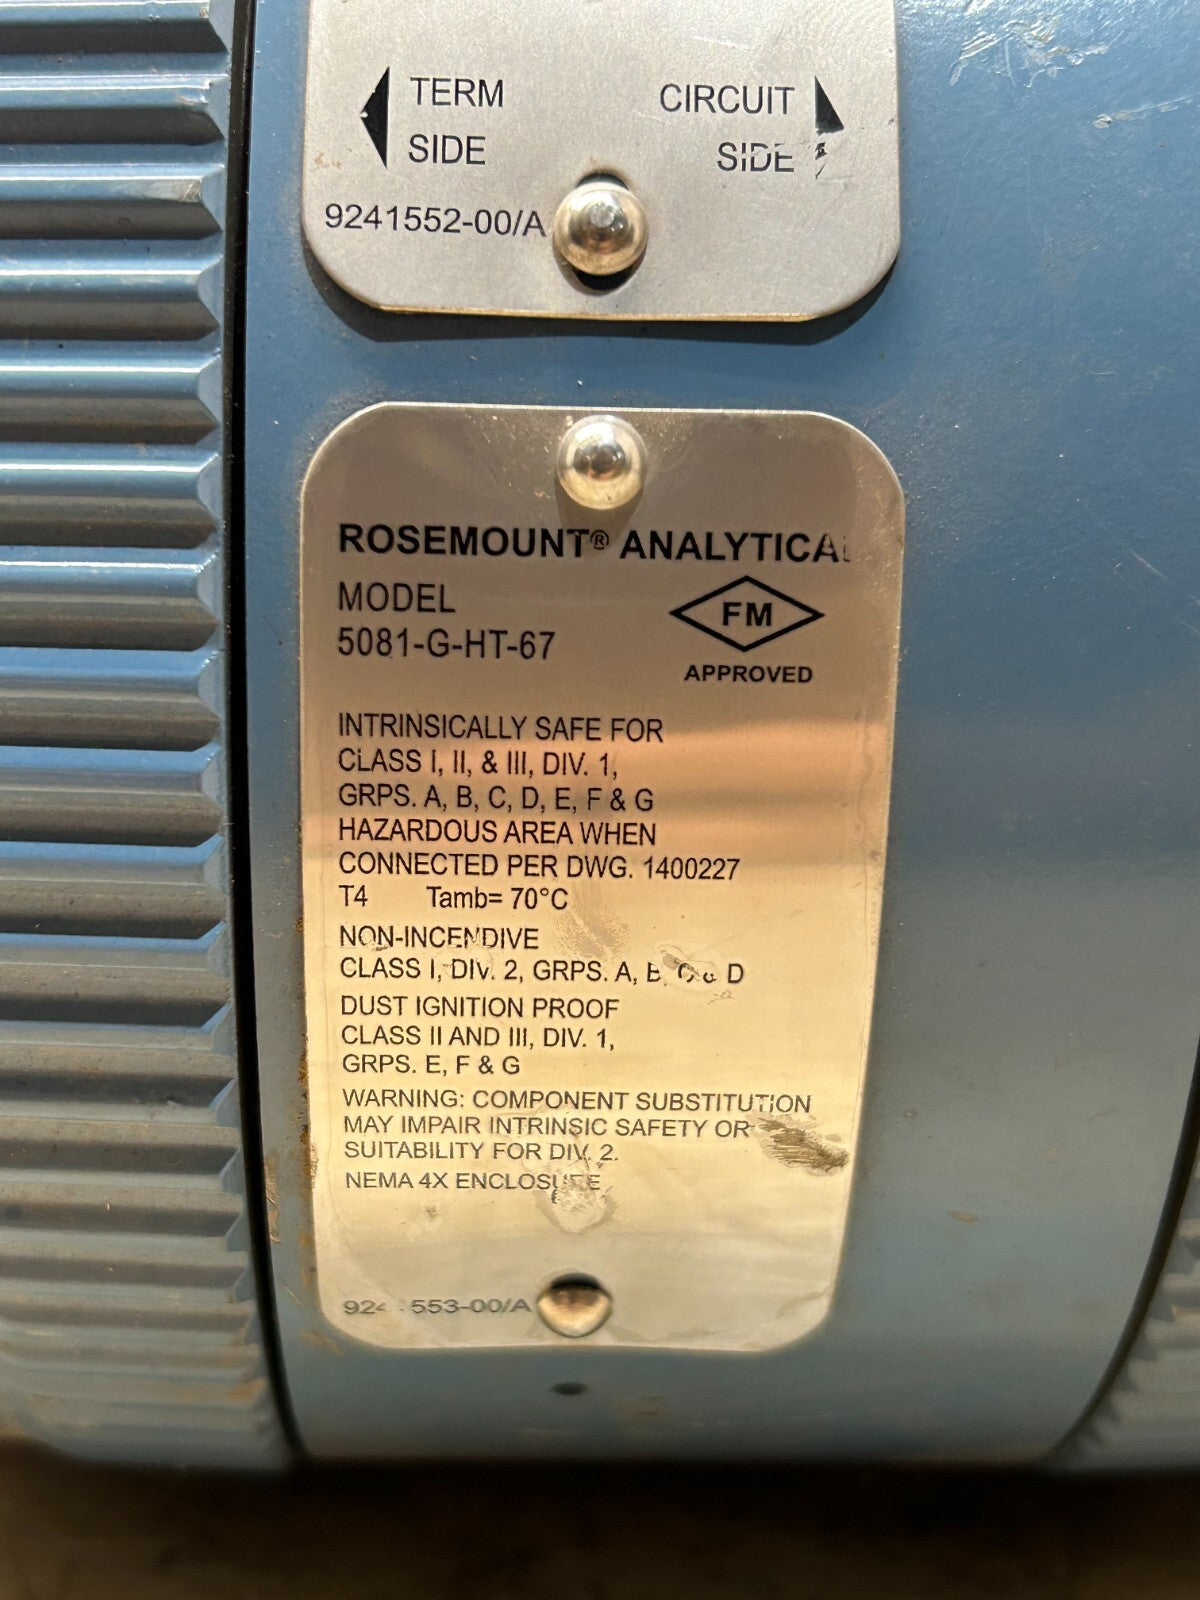 TERM
SIDE
CIRCUIT
SIDE
9241552-00/A
ROSEMOUNT® ANALYTICAL
MODEL
5081-G-HT-67
FM
APPROVED
INTRINSICALLY SAFE FOR
CLASS I, II, & III, DIV. 1,
GRPS. A, B, C, D, E, F & G
HAZARDOUS AREA WHEN
CONNECTED PER DWG. 1400227
T4 Tamb= 70°C
NON-INCENDIVE
CLASS I, DIV. 2, GRPS. A, B, C & D
DUST IGNITION PROOF
CLASS II AND III, DIV. 1,
GRPS. E, F & G
WARNING: COMPONENT SUBSTITUTION
MAY IMPAIR INTRINSIC SAFETY OR
SUITABILITY FOR DIV. 2.
NEMA 4X ENCLOSURE
9241553-00/A